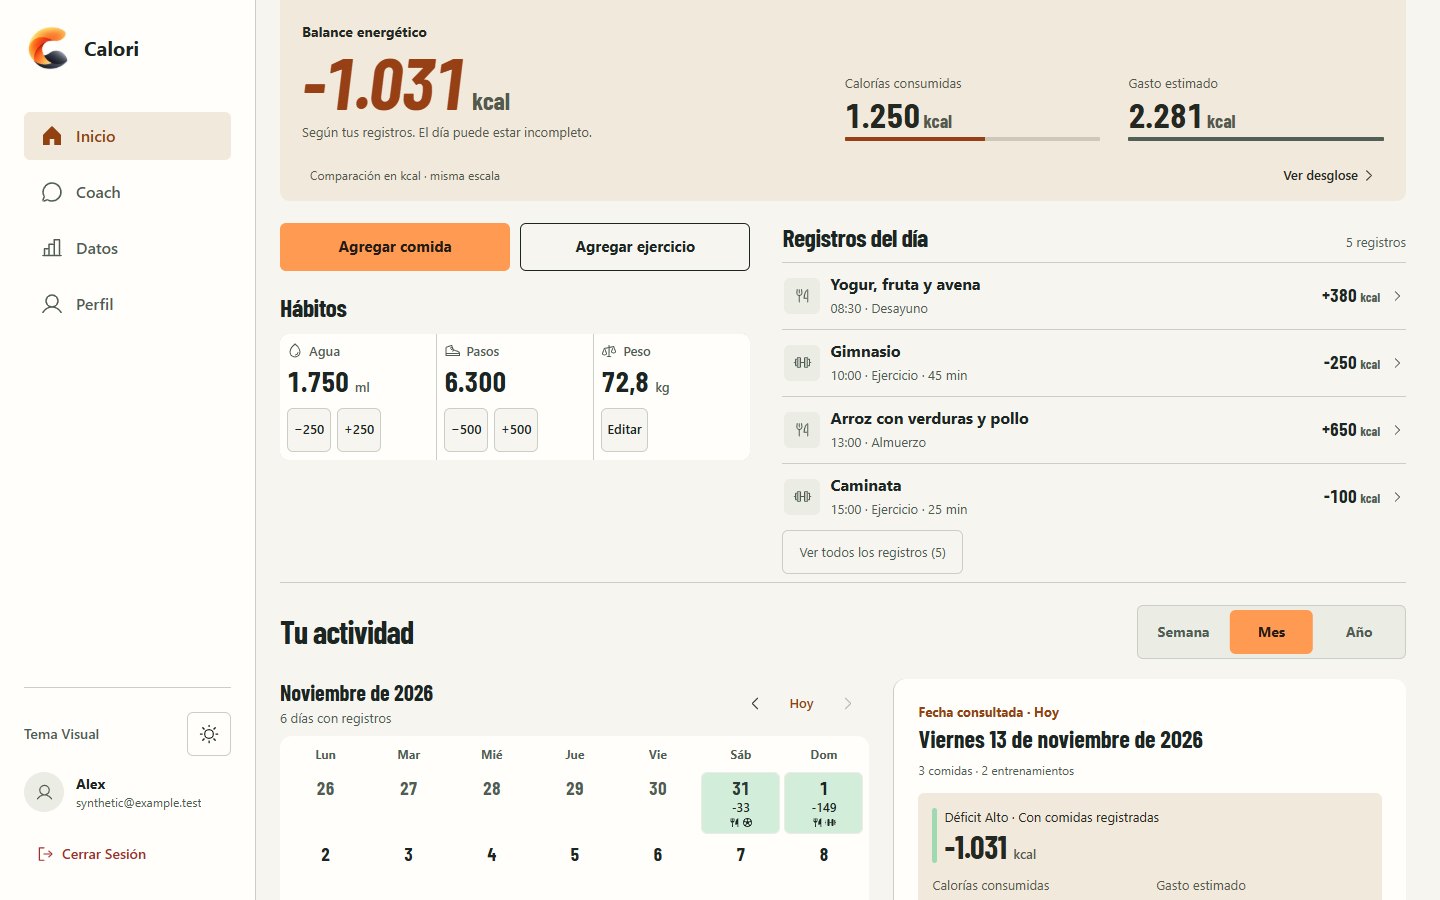 Calori
Inicio
Coach
Datos
Perfil
Tema Visual
Alex
synthetic@example.test
Cerrar Sesión
Balance energético
-1.031 kcal
Según tus registros. El día puede estar incompleto.
Calorías consumidas
1.250 kcal
Gasto estimado
2.281 kcal
Comparación en kcal · misma escala
Ver desglose
Agregar comida
Agregar ejercicio
Hábitos
Agua
1.750 ml
−250
+250
Pasos
6.300
−500
+500
Peso
72,8 kg
Editar
Registros del día
5 registros
Yogur, fruta y avena
08:30 · Desayuno
+380 kcal
Gimnasio
10:00 · Ejercicio · 45 min
-250 kcal
Arroz con verduras y pollo
13:00 · Almuerzo
+650 kcal
Caminata
15:00 · Ejercicio · 25 min
-100 kcal
Ver todos los registros (5)
Tu actividad
Semana
Mes
Año
Noviembre de 2026
6 días con registros
Hoy
Lun Mar Mié Jue Vie Sáb Dom
26 27 28 29 30 31 1
-33 -149
2 3 4 5 6 7 8
Fecha consultada · Hoy
Viernes 13 de noviembre de 2026
3 comidas · 2 entrenamientos
Déficit Alto · Con comidas registradas
-1.031 kcal
Calorías consumidas
Gasto estimado